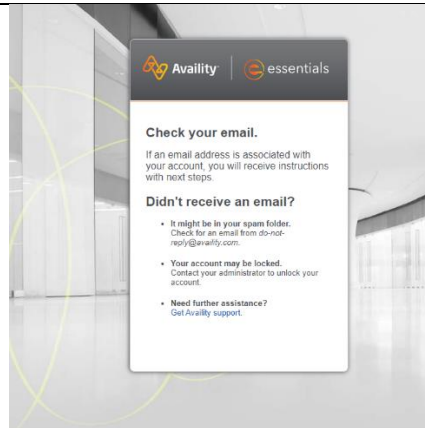 Availity essentials
Check your email.
If an email address is associated with
your account, you will receive instructions
with next steps.
Didn't receive an email?
• It might be in your spam folder.
Check for an email from do-not-
reply@availity.com.
• Your account may be locked.
Contact your administrator to unlock your
account.
• Need further assistance?
Get Availity support.